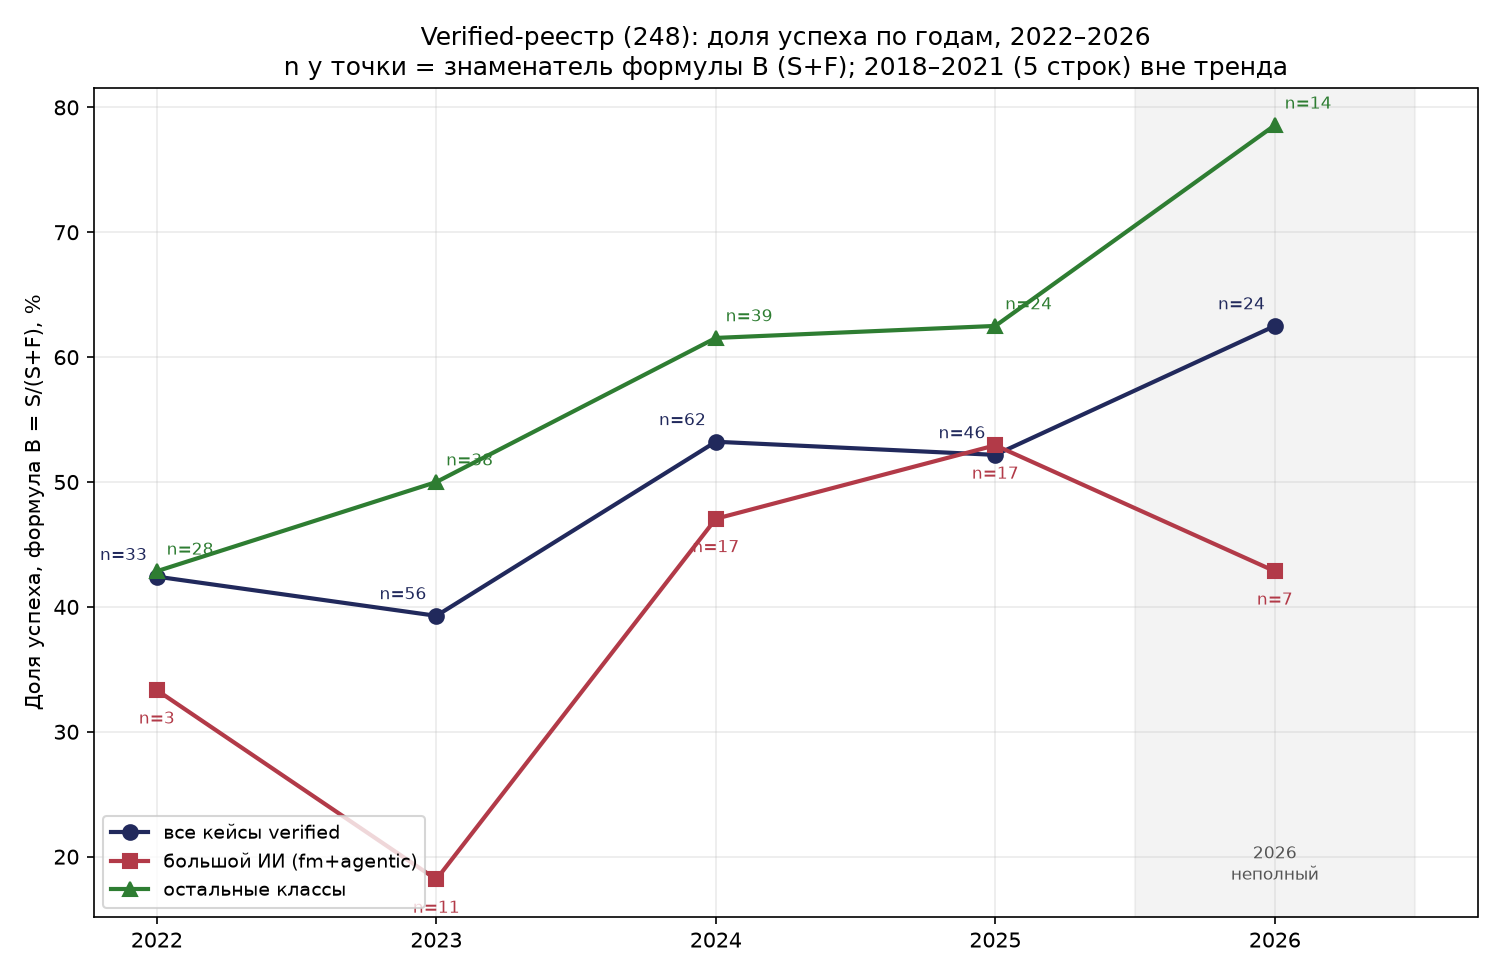 Verified-реестр (248): доля успеха по годам, 2022–2026
n у точки = знаменатель формулы B (S+F); 2018–2021 (5 строк) вне тренда
Доля успеха, формула B = S/(S+F), %
80
70
60
50
40
30
20
n=33
n=28
n=3
n=56
n=38
n=11
n=62
n=39
n=17
n=46
n=24
n=17
n=24
n=14
n=7
все кейсы verified
большой ИИ (fm+agentic)
остальные классы
2026
неполный
2022
2023
2024
2025
2026